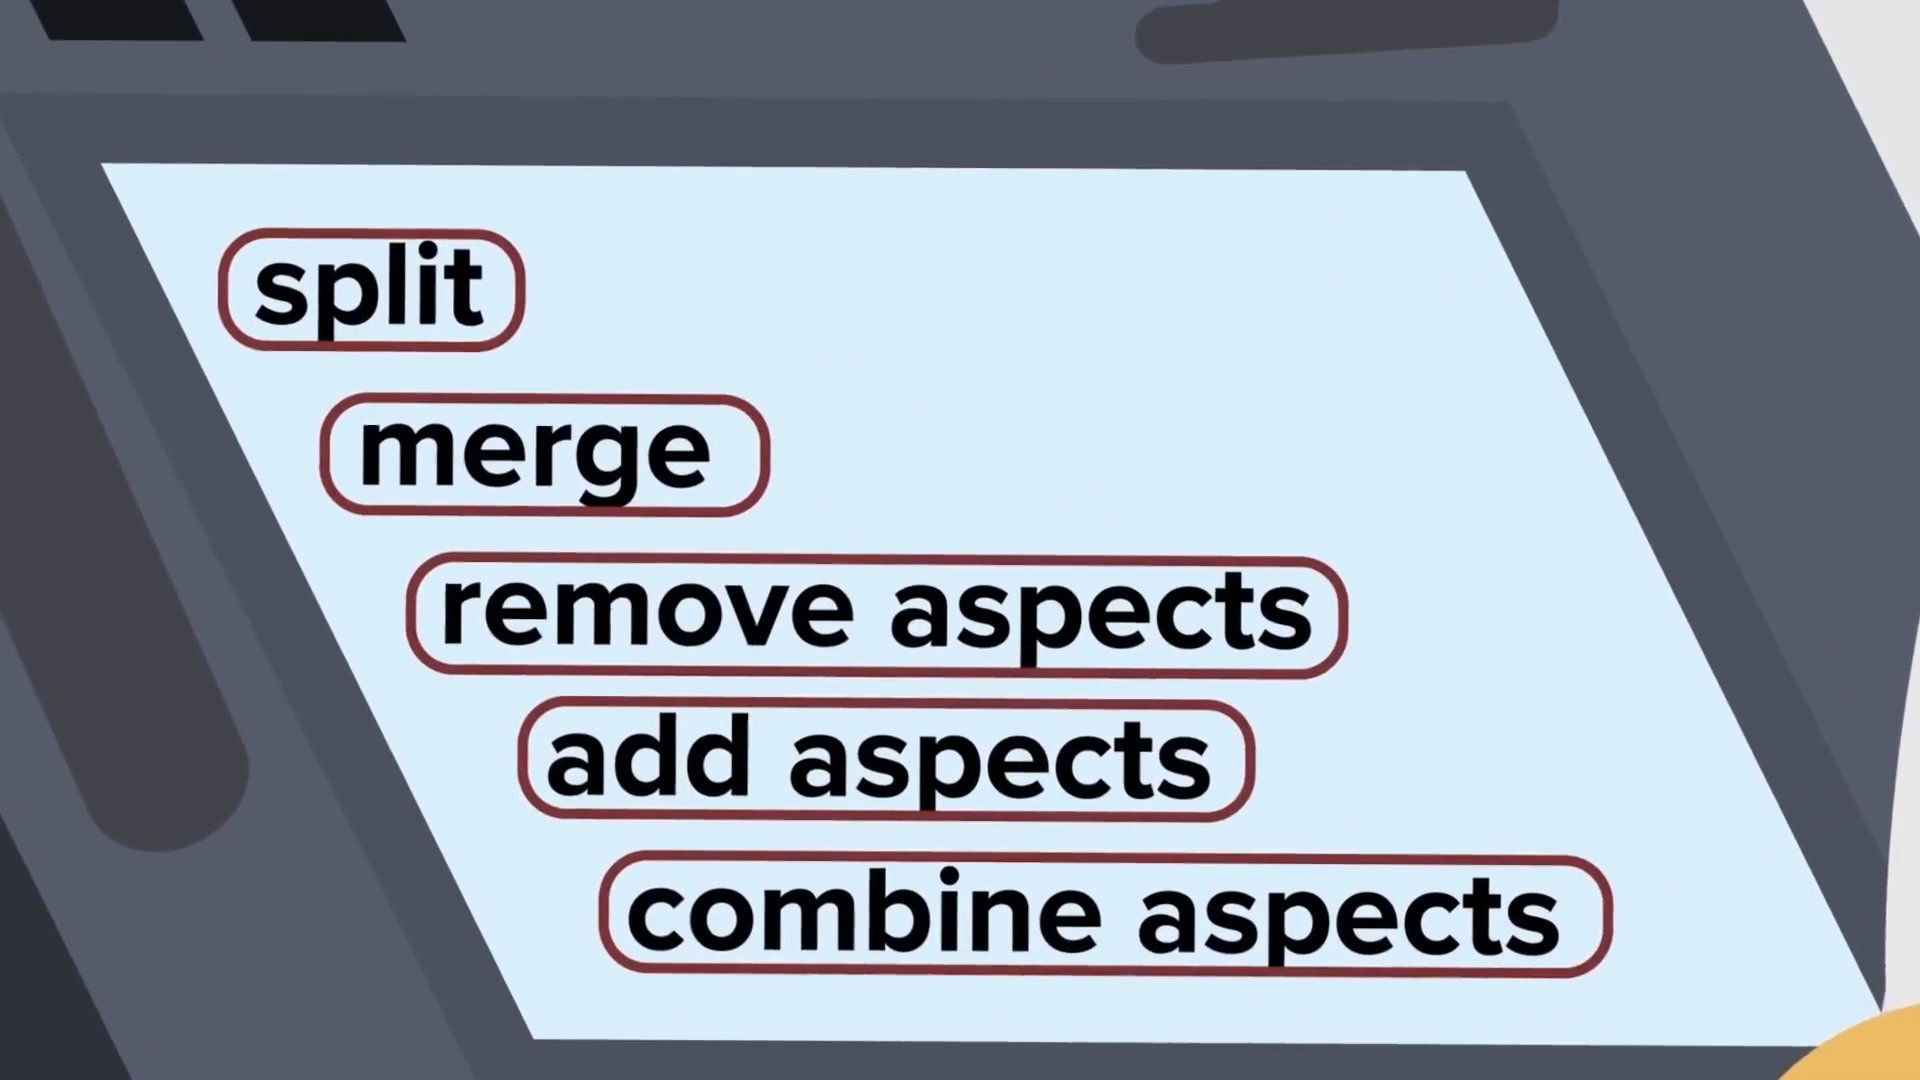 split
merge
remove aspects
add aspects
combine aspects